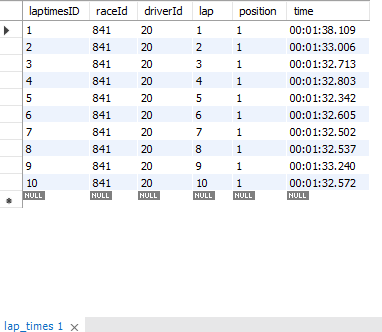 laptimesID raceId driverId lap position time
1 841 20 1 1 00:01:38.109
2 841 20 2 1 00:01:33.006
3 841 20 3 1 00:01:32.713
4 841 20 4 1 00:01:32.803
5 841 20 5 1 00:01:32.342
6 841 20 6 1 00:01:32.605
7 841 20 7 1 00:01:32.502
8 841 20 8 1 00:01:32.537
9 841 20 9 1 00:01:33.240
10 841 20 10 1 00:01:32.572
NULL NULL NULL NULL NULL NULL
lap_times 1